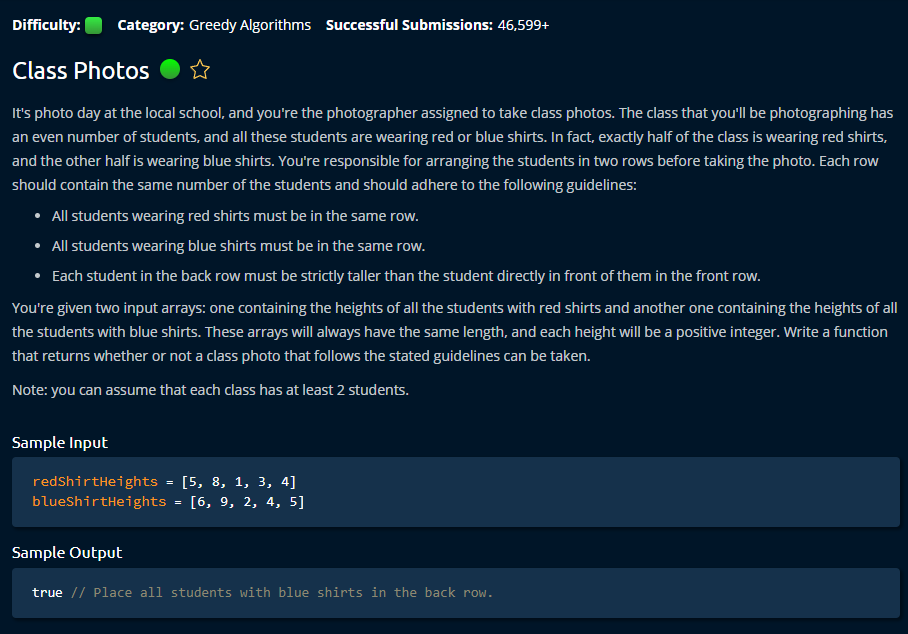 Difficulty: Category: Greedy Algorithms Successful Submissions: 46,599+
Class Photos
It's photo day at the local school, and you're the photographer assigned to take class photos. The class that you'll be photographing has
an even number of students, and all these students are wearing red or blue shirts. In fact, exactly half of the class is wearing red shirts,
and the other half is wearing blue shirts. You're responsible for arranging the students in two rows before taking the photo. Each row
should contain the same number of the students and should adhere to the following guidelines:
• All students wearing red shirts must be in the same row.
• All students wearing blue shirts must be in the same row.
• Each student in the back row must be strictly taller than the student directly in front of them in the front row.
You're given two input arrays: one containing the heights of all the students with red shirts and another one containing the heights of all
the students with blue shirts. These arrays will always have the same length, and each height will be a positive integer. Write a function
that returns whether or not a class photo that follows the stated guidelines can be taken.
Note: you can assume that each class has at least 2 students.
Sample Input
redShirtHeights = [5, 8, 1, 3, 4]
blueShirtHeights = [6, 9, 2, 4, 5]
Sample Output
true // Place all students with blue shirts in the back row.